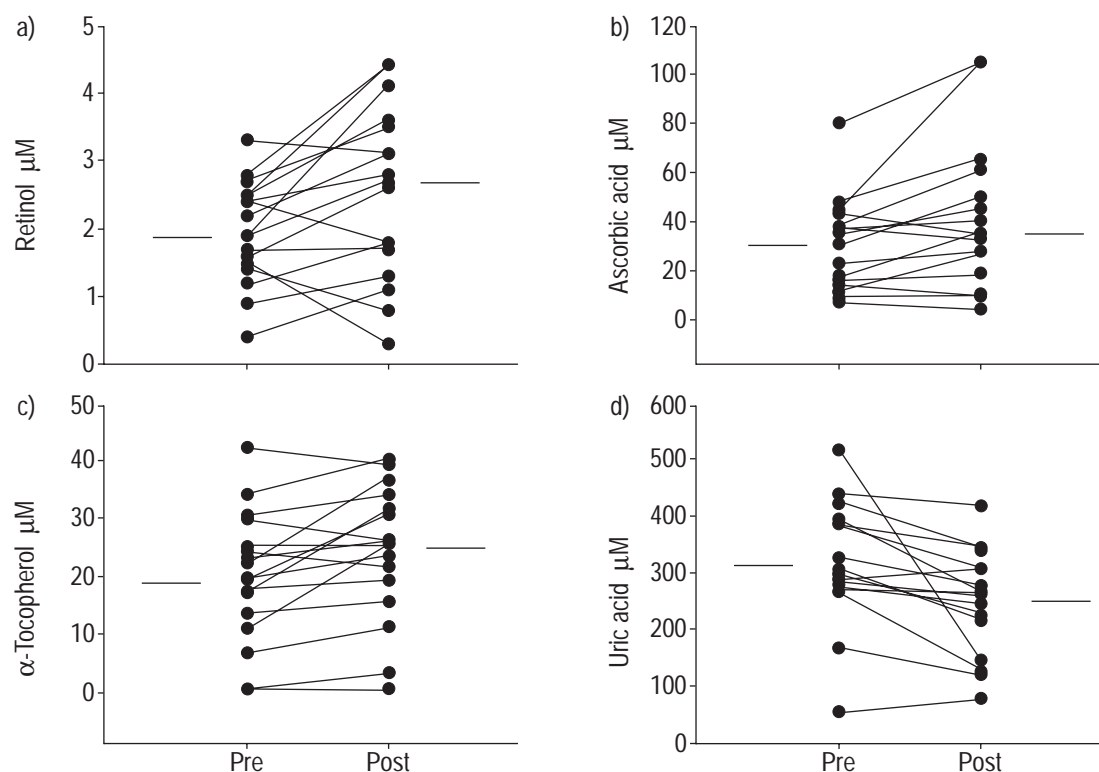 a)
5
4
3
2
1
0
Retinol μM
b)
120
100
80
60
40
20
0
Ascorbic acid μM
c)
50
40
30
20
10
0
α-Tocopherol μM
Pre
Post
d)
600
500
400
300
200
100
0
Uric acid μM
Pre
Post